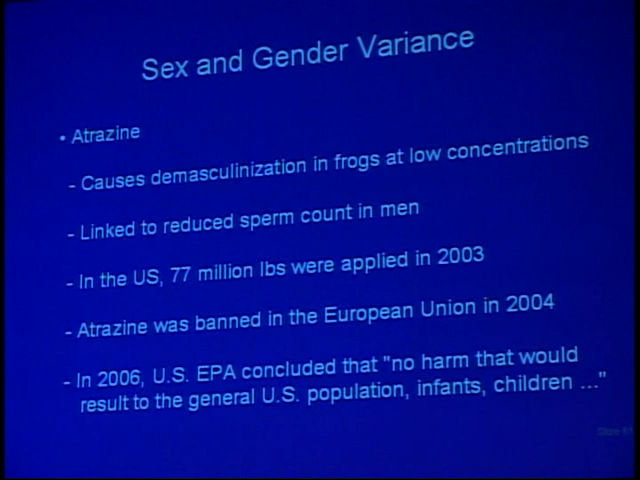 Sex and Gender Variance
• Atrazine
- Causes demasculinization in frogs at low concentrations
- Linked to reduced sperm count in men
- In the US, 77 million lbs were applied in 2003
- Atrazine was banned in the European Union in 2004
- In 2006, U.S. EPA concluded that "no harm that would
result to the general U.S. population, infants, children ..."